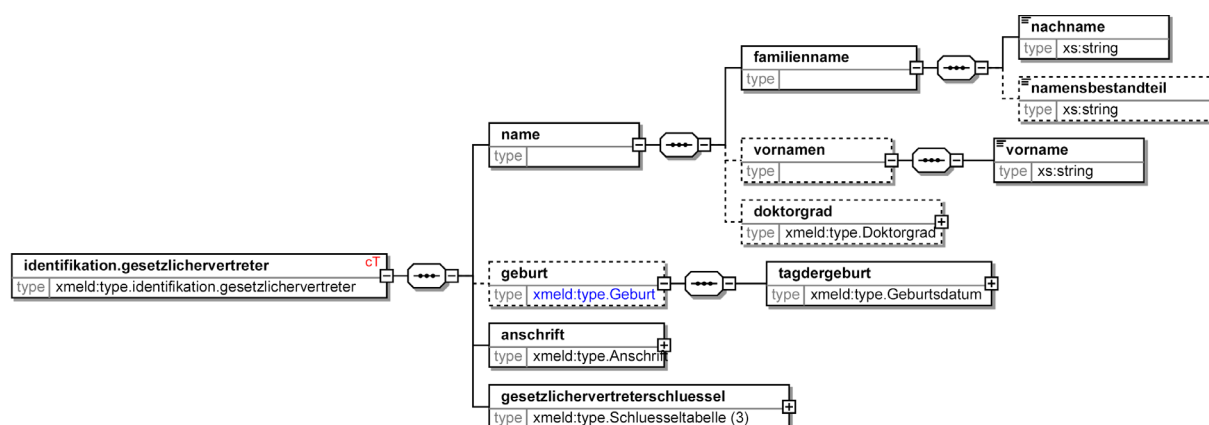 nachname
type xs:string
familienname
type
namensbestandteil
type xs:string
name
type
vornamen
type
vorname
type xs:string
doktorgrad
type xmeld:type.Doktorgrad
identifikation.gesetzlichervertreter cT
type xmeld:type.identifikation.gesetzlichervertreter
geburt
type xmeld:type.Geburt
tagdergeburt
type xmeld:type.Geburtsdatum
anschrift
type xmeld:type.Anschrift
gesetzlichervertreterschluessel
type xmeld:type.Schluesseltabelle (3)